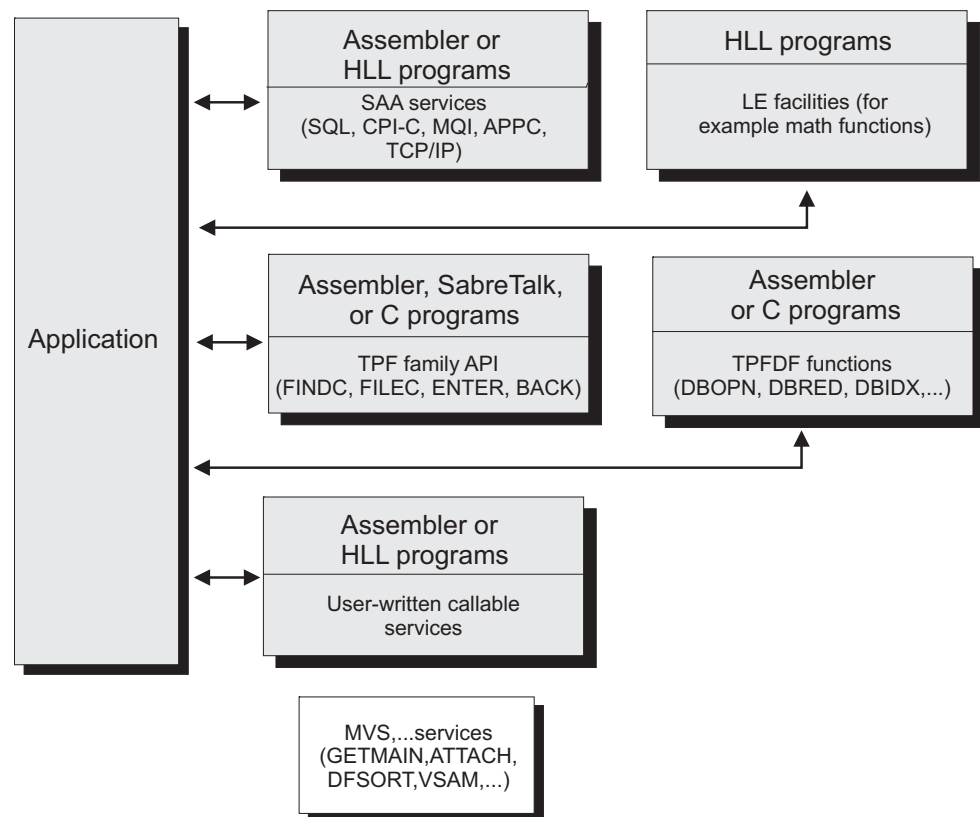 Application
Assembler or
HLL programs
SAA services
(SQL, CPI-C, MQI, APPC,
TCP/IP)
HLL programs
LE facilities (for
example math functions)
Assembler, SabreTalk,
or C programs
TPF family API
(FINDC, FILEC, ENTER, BACK)
Assembler
or C programs
TPFDF functions
(DBOPN, DBRED, DBIDX,...)
Assembler or
HLL programs
User-written callable
services
MVS,...services
(GETMAIN,ATTACH,
DFSORT,VSAM,...)